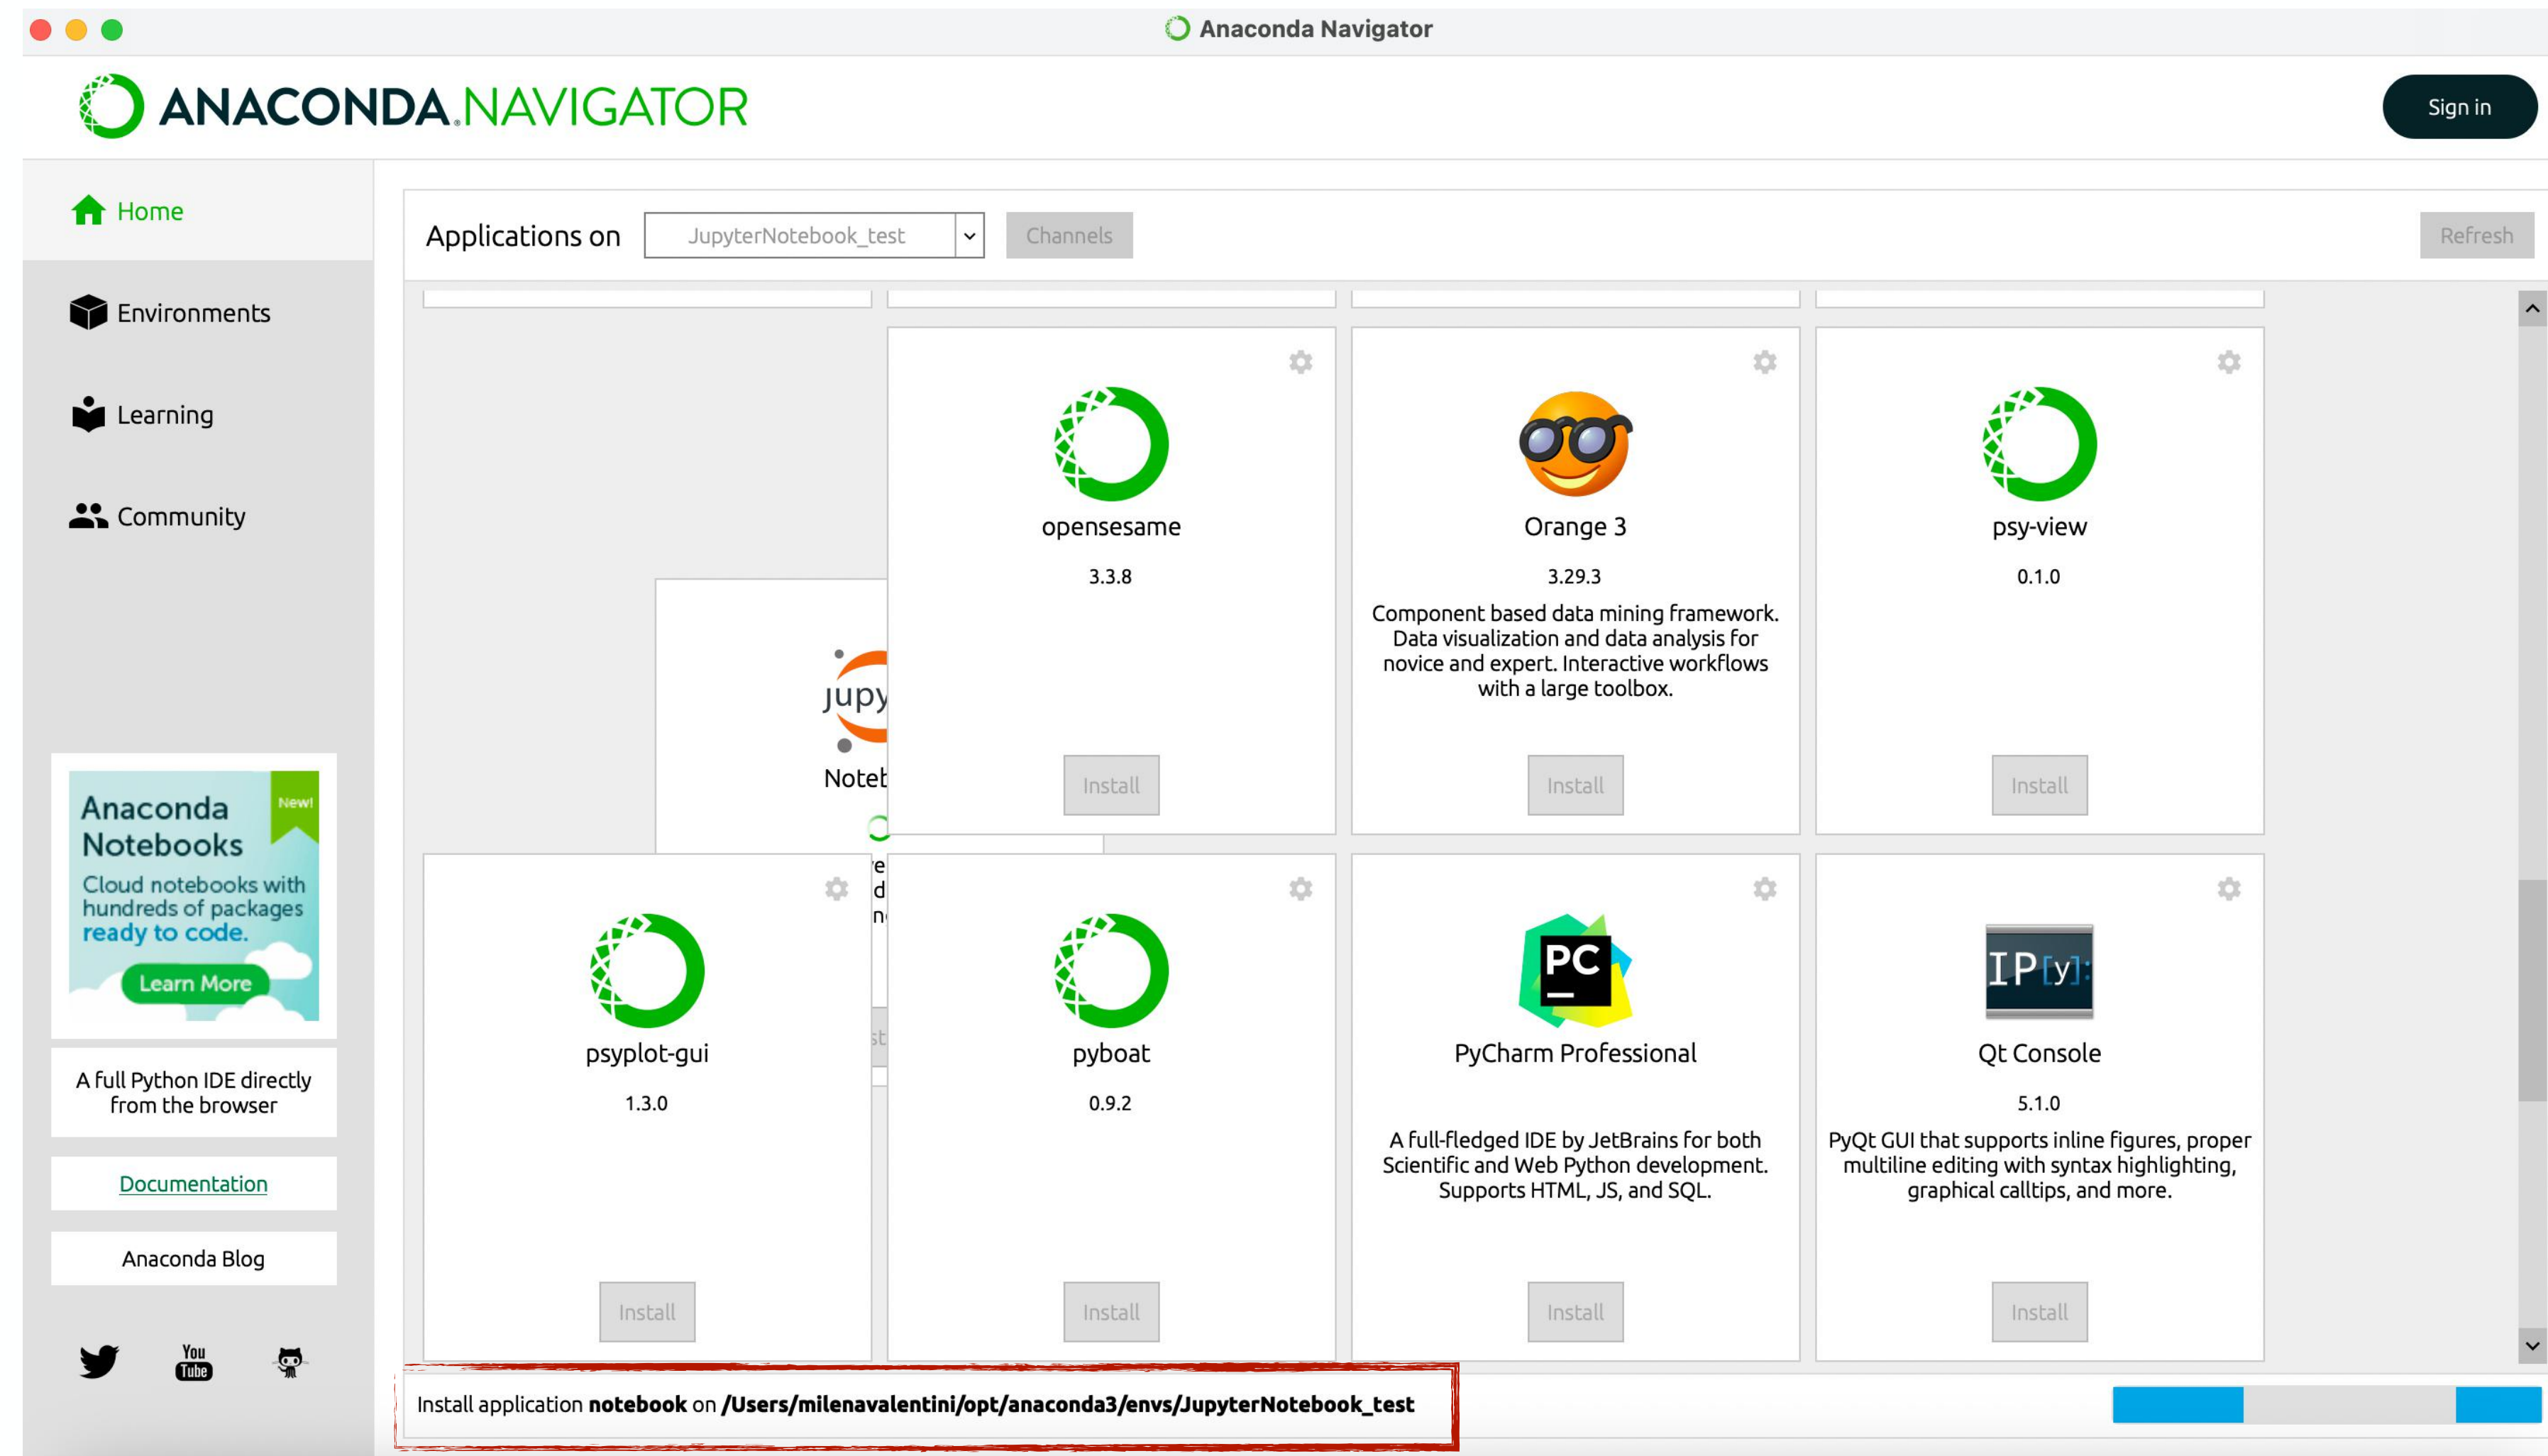 Anaconda Navigator
ANACONDA.NAVIGATOR
Sign in
Home
Environments
Learning
Community
Applications on
JupyterNotebook_test
Channels
Refresh
opensesame
3.3.8
Install
Orange 3
3.29.3
Component based data mining framework.
Data visualization and data analysis for
novice and expert. Interactive workflows
with a large toolbox.
Install
psy-view
0.1.0
Install
psyplot-gui
1.3.0
Install
pyboat
0.9.2
Install
PC
PyCharm Professional
A full-fledged IDE by JetBrains for both
Scientific and Web Python development.
Supports HTML, JS, and SQL.
Install
IP[y]:
Qt Console
5.1.0
PyQt GUI that supports inline figures, proper
multiline editing with syntax highlighting,
graphical calltips, and more.
Install
Anaconda
Notebooks
New!
Cloud notebooks with
hundreds of packages
ready to code.
Learn More
A full Python IDE directly
from the browser
Documentation
Anaconda Blog
You
Tube
Install application notebook on /Users/milenavalentini/opt/anaconda3/envs/JupyterNotebook_test